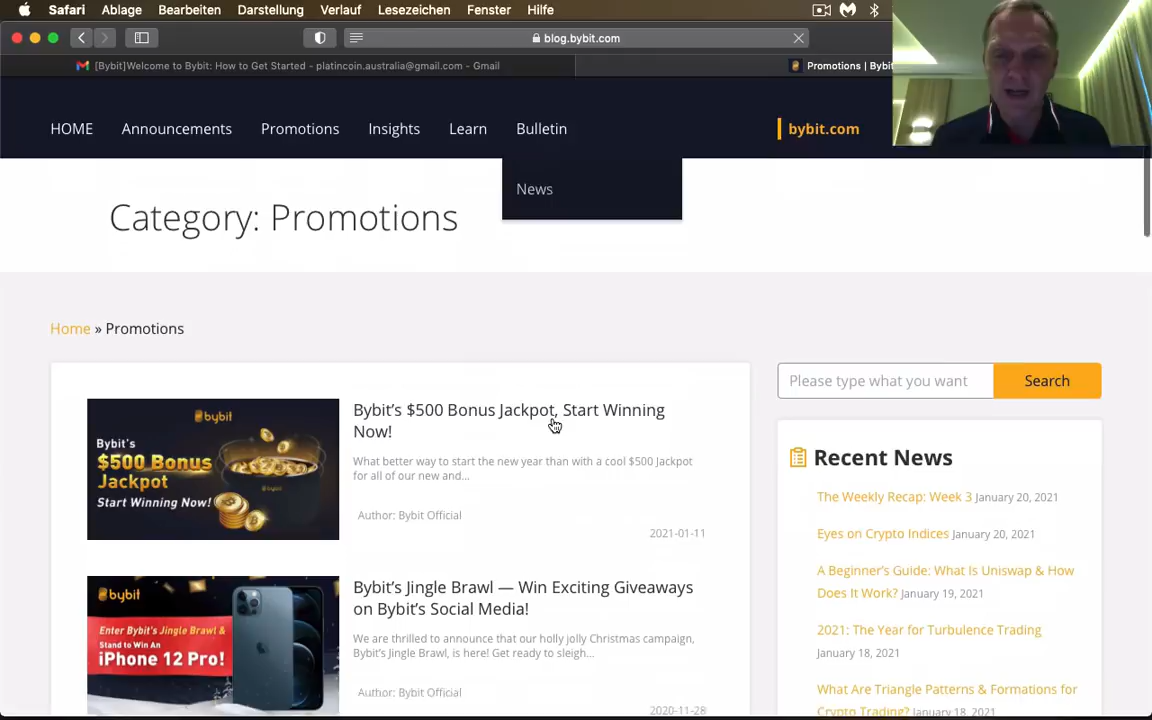 Safari Ablage Bearbeiten Darstellung Verlauf Lesezeichen Fenster Hilfe
blog.bybit.com
[Bybit]Welcome to Bybit: How to Get Started - platincoin.australia@gmail.com - Gmail
Promotions | Bybit
HOME Announcements Promotions Insights Learn Bulletin
bybit.com
News
Category: Promotions
Home » Promotions
Please type what you want
Search
bybit
Bybit's
$500 Bonus
Jackpot
Start Winning Now!
Bybit's $500 Bonus Jackpot, Start Winning
Now!
What better way to start the new year than with a cool $500 Jackpot
for all of our new and...
Author: Bybit Official
2021-01-11
bybit
Enter Bybit's Jingle Brawl &
Stand to Win An
iPhone 12 Pro!
Bybit's Jingle Brawl — Win Exciting Giveaways
on Bybit's Social Media!
We are thrilled to announce that our holly jolly Christmas campaign,
Bybit's Jingle Brawl, is here! Get ready to sleigh...
Author: Bybit Official
2020-11-28
Recent News
The Weekly Recap: Week 3 January 20, 2021
Eyes on Crypto Indices January 20, 2021
A Beginner's Guide: What Is Uniswap & How
Does It Work? January 19, 2021
2021: The Year for Turbulence Trading
January 18, 2021
What Are Triangle Patterns & Formations for
Crypto Trading? January 18, 2021